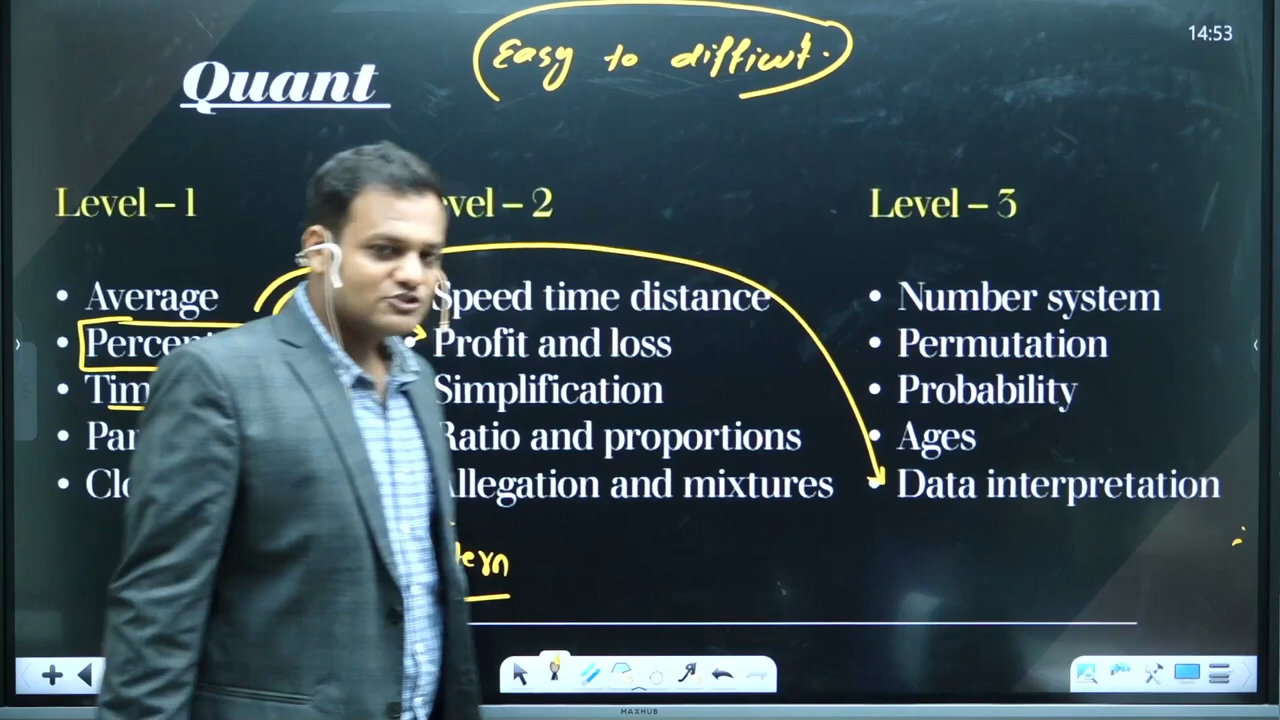 Easy to difficult.
14:53
Quant
Level – 1
• Average
•
•
•
•
– 2
Speed time distance
• Profit and loss
Simplification
Ratio and proportions
Allegation and mixtures
Level – 3
• Number system
• Permutation
• Probability
• Ages
• Data interpretation
MAXHUB